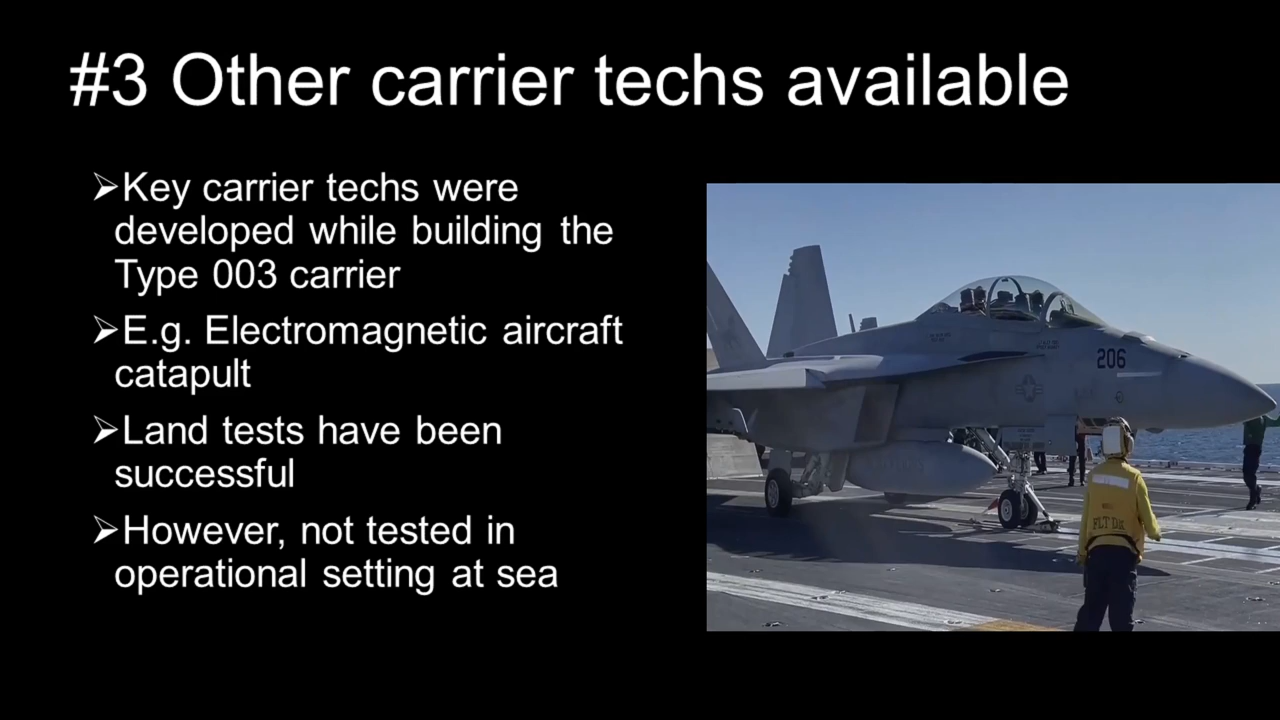 #3 Other carrier techs available
➢Key carrier techs were
developed while building the
Type 003 carrier
➢E.g. Electromagnetic aircraft
catapult
➢Land tests have been
successful
➢However, not tested in
operational setting at sea
206
FLT DK